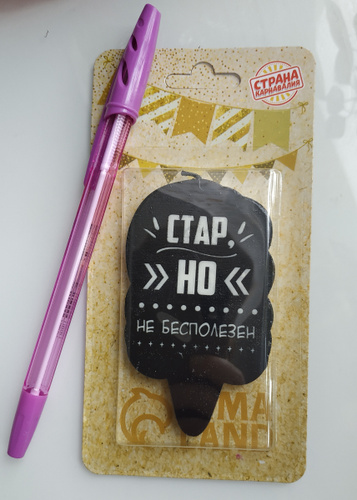 СТРАНА
КАРНАВАЛИЯ
СТАР,
» НО «
НЕ БЕСПОЛЕЗЕН